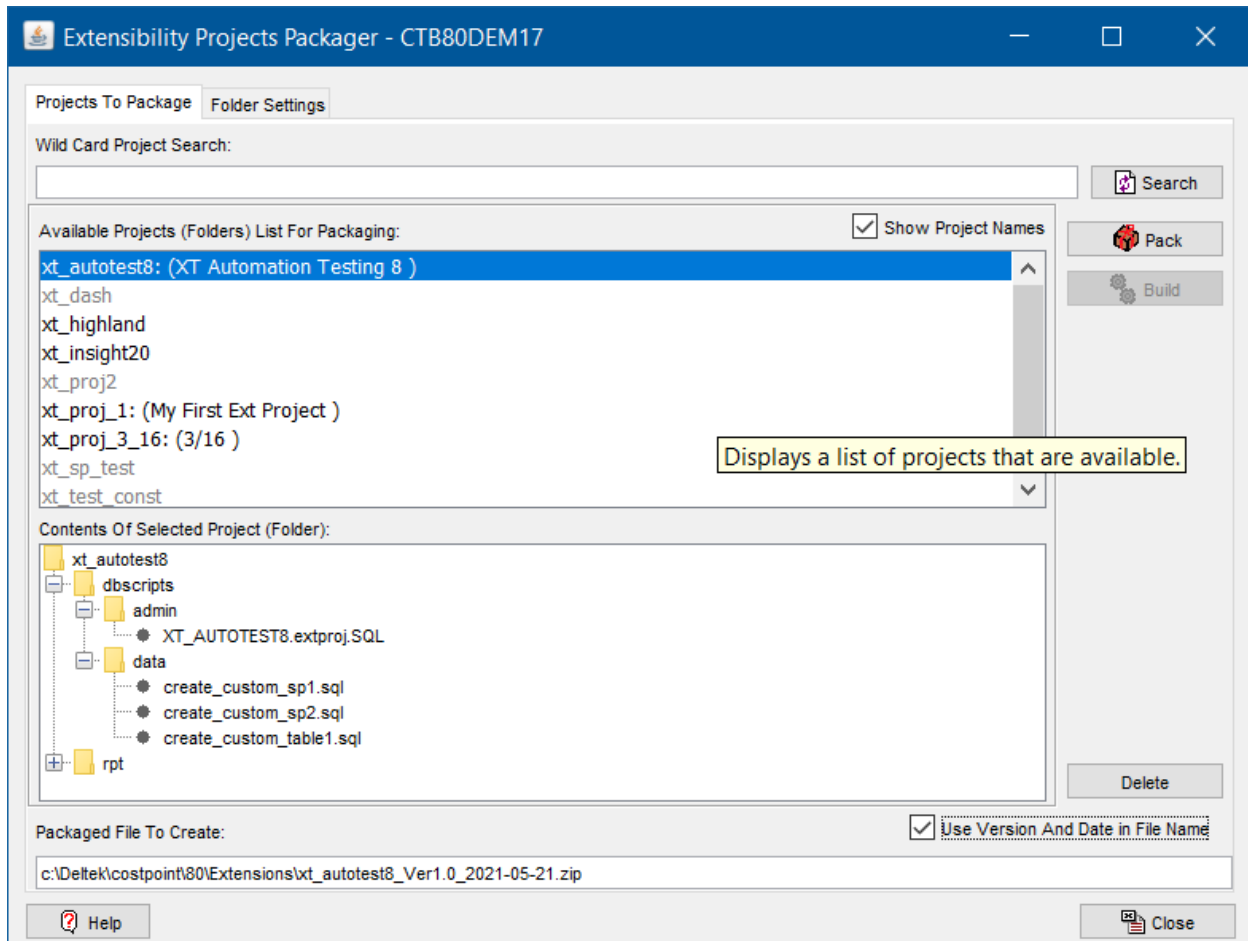 Extensibility Projects Packager - CTB80DEM17
Projects To Package
Folder Settings
Wild Card Project Search:
Search
Available Projects (Folders) List For Packaging:
Show Project Names
Pack
Build
xt_autotest8: (XT Automation Testing 8 )
xt_dash
xt_highland
xt_insight20
xt_proj2
xt_proj_1: (My First Ext Project )
xt_proj_3_16: (3/16 )
xt_sp_test
xt_test_const
Displays a list of projects that are available.
Contents Of Selected Project (Folder):
xt_autotest8
dbscripts
admin
XT_AUTOTEST8.extproj.SQL
data
create_custom_sp1.sql
create_custom_sp2.sql
create_custom_table1.sql
rpt
Delete
Packaged File To Create:
Use Version And Date in File Name
c:\Deltek\costpoint\80\Extensions\xt_autotest8_Ver1.0_2021-05-21.zip
Help
Close